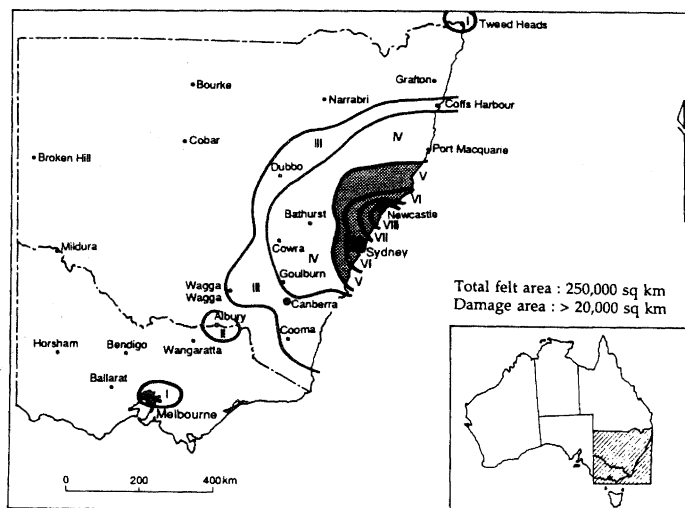 I
Tweed Heads
Bourke
Grafton
Narrabri
Coffs Harbour
III
IV
Cobar
Broken Hill
Port Macquarie
Dubbo
V
VI
Bathurst
Newcastle
VIII
VII
Cowra
Sydney
Mildura
IV
VI
Goulburn
V
Wagga
Wagga
III
Canberra
Total felt area : 250,000 sq km
Damage area : > 20,000 sq km
Albury
II
Cooma
Horsham
Bendigo
Wangaratta
Ballarat
I
Melbourne
0 200 400km